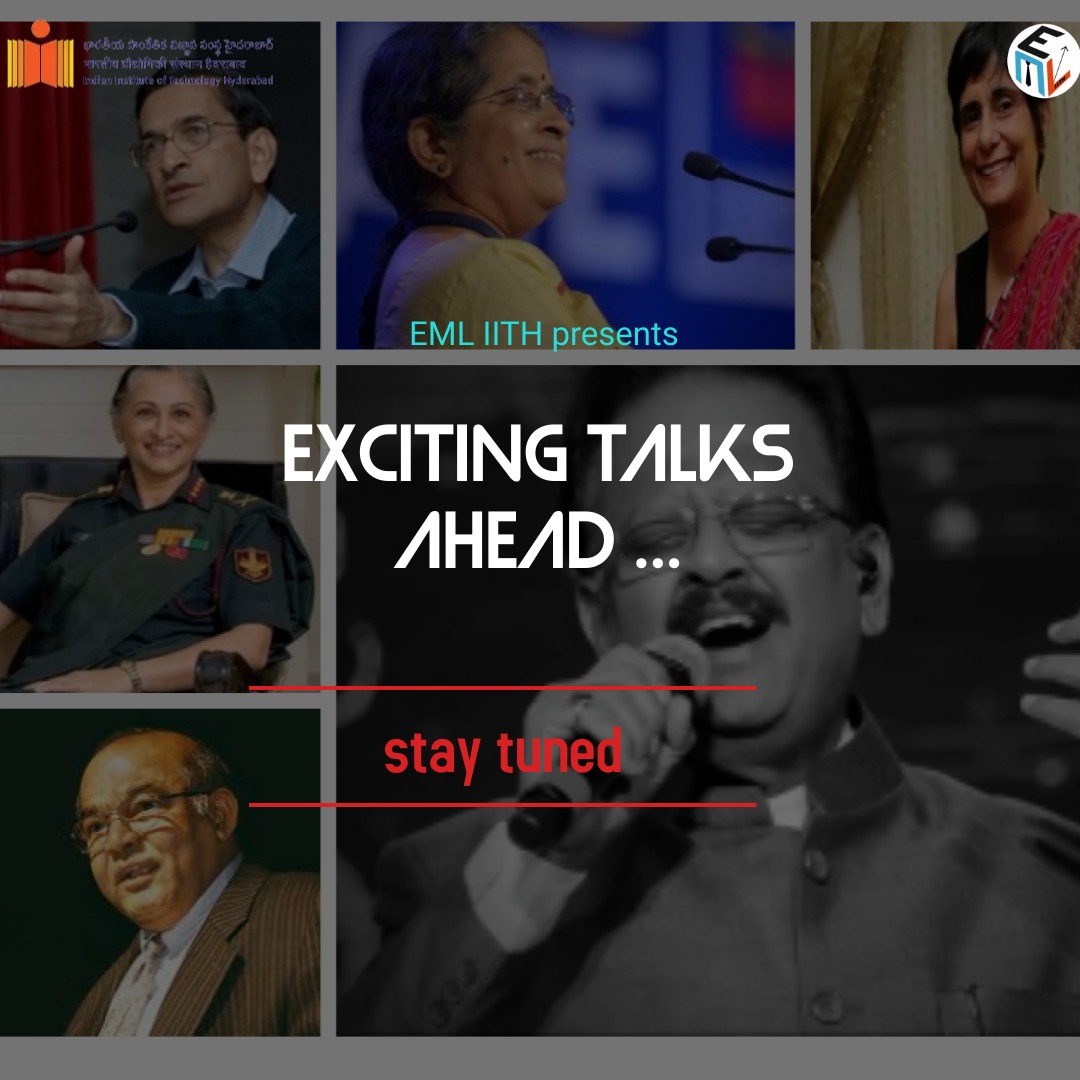 భారతీయ సాంకేతిక విజ్ఞాన సంస్థ హైదరాబాద్
भारतीय प्रौद्योगिकी संस्थान हैदराबाद
Indian Institute of Technology Hyderabad
EML
EML IITH presents
EXCITING TALKS
AHEAD ...
stay tuned